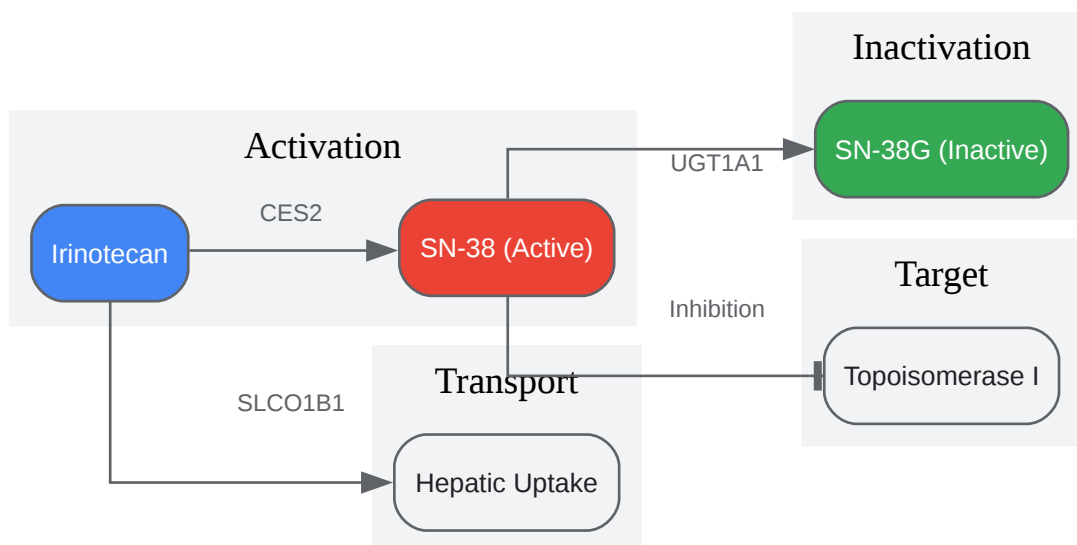 Inactivation
SN-38G (Inactive)
UGT1A1
Activation
CES2
Irinotecan
SN-38 (Active)
Target
Inhibition
Topoisomerase I
Transport
SLCO1B1
Hepatic Uptake